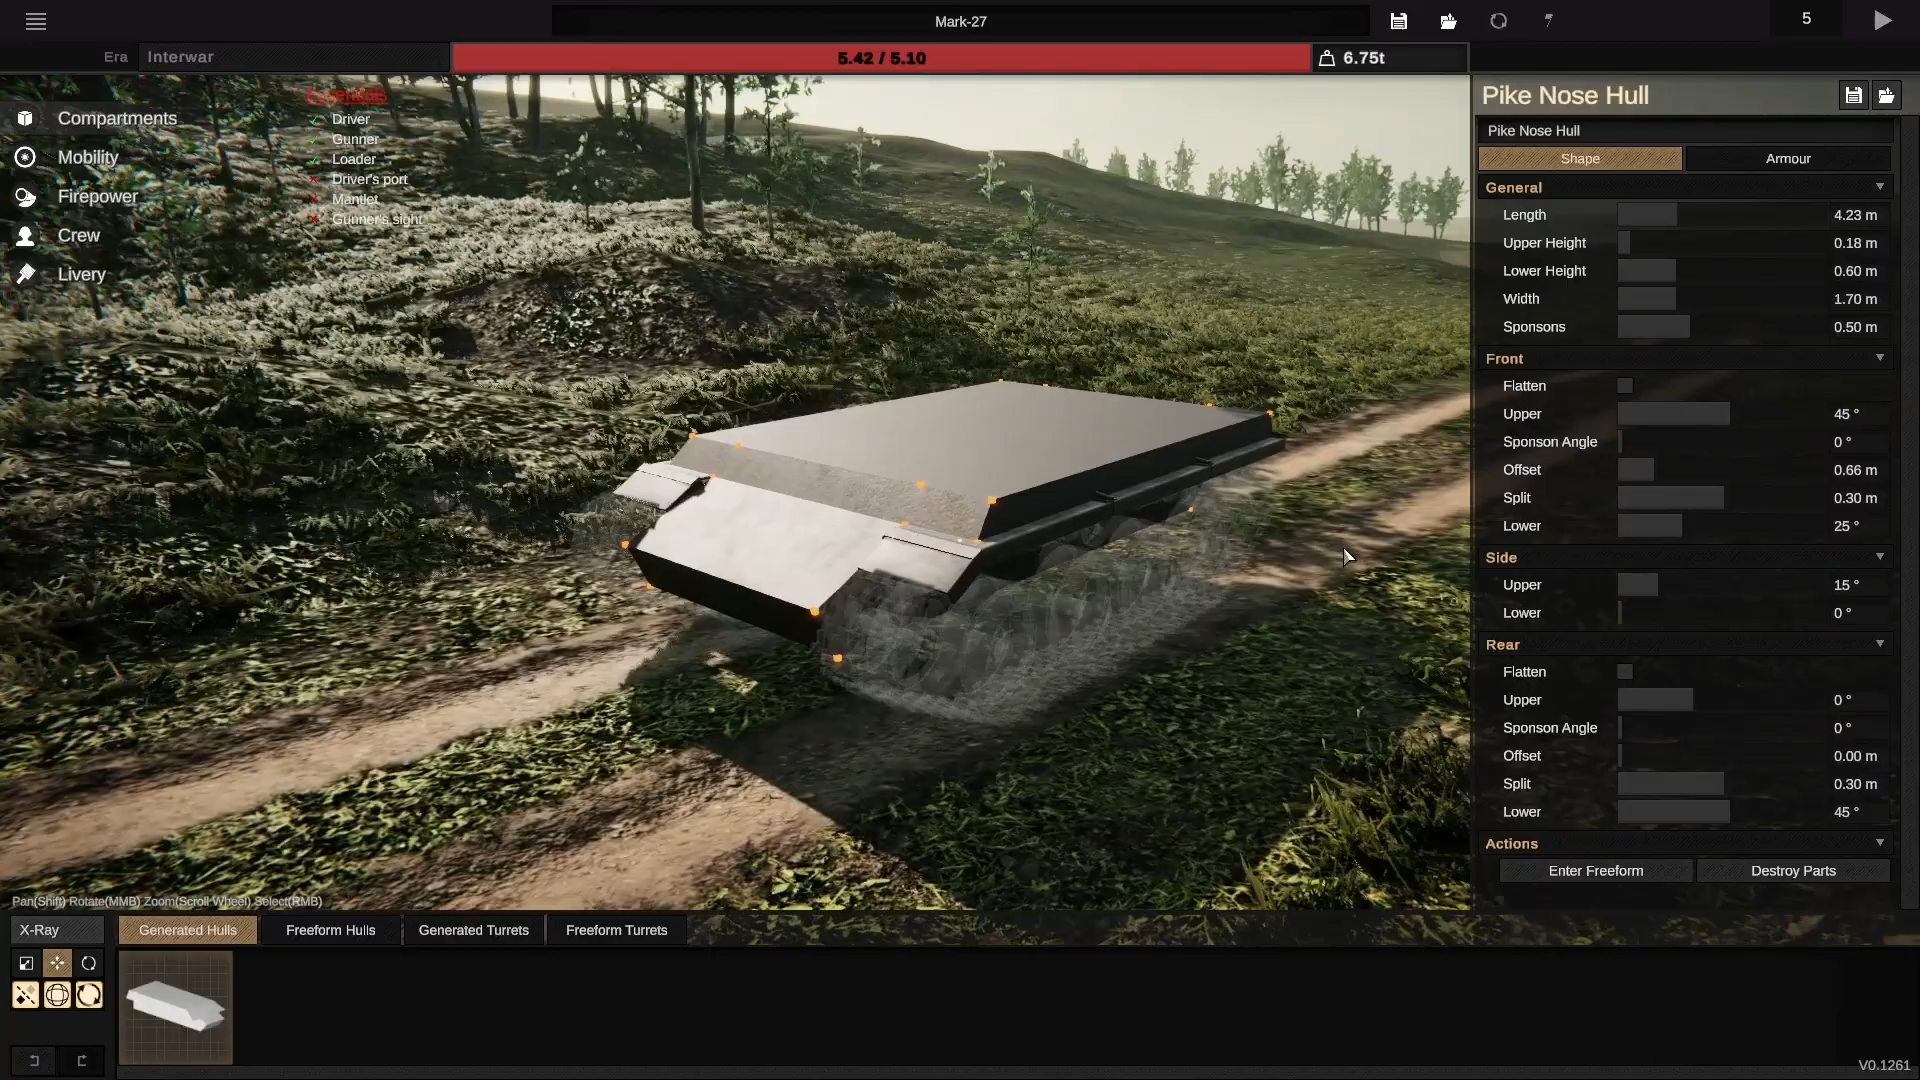 Mark-27
5
Era
Interwar
5.42 / 5.10
6.75t
Compartments
Mobility
Firepower
Crew
Livery
Driver
Gunner
Loader
Driver's port
Mantlet
Gunner's sight
Pike Nose Hull
Pike Nose Hull
Shape
Armour
General
Length 4.23 m
Upper Height 0.18 m
Lower Height 0.60 m
Width 1.70 m
Sponsons 0.50 m
Front
Flatten
Upper 45 °
Sponson Angle 0 °
Offset 0.66 m
Split 0.30 m
Lower 25 °
Side
Upper 15 °
Lower 0 °
Rear
Flatten
Upper 0 °
Sponson Angle 0 °
Offset 0.00 m
Split 0.30 m
Lower 45 °
Actions
Enter Freeform
Destroy Parts
Pan(Shift) Rotate(MMB) Zoom(Scroll Wheel) Select(RMB)
X-Ray
Generated Hulls
Freeform Hulls
Generated Turrets
Freeform Turrets
V0.1261